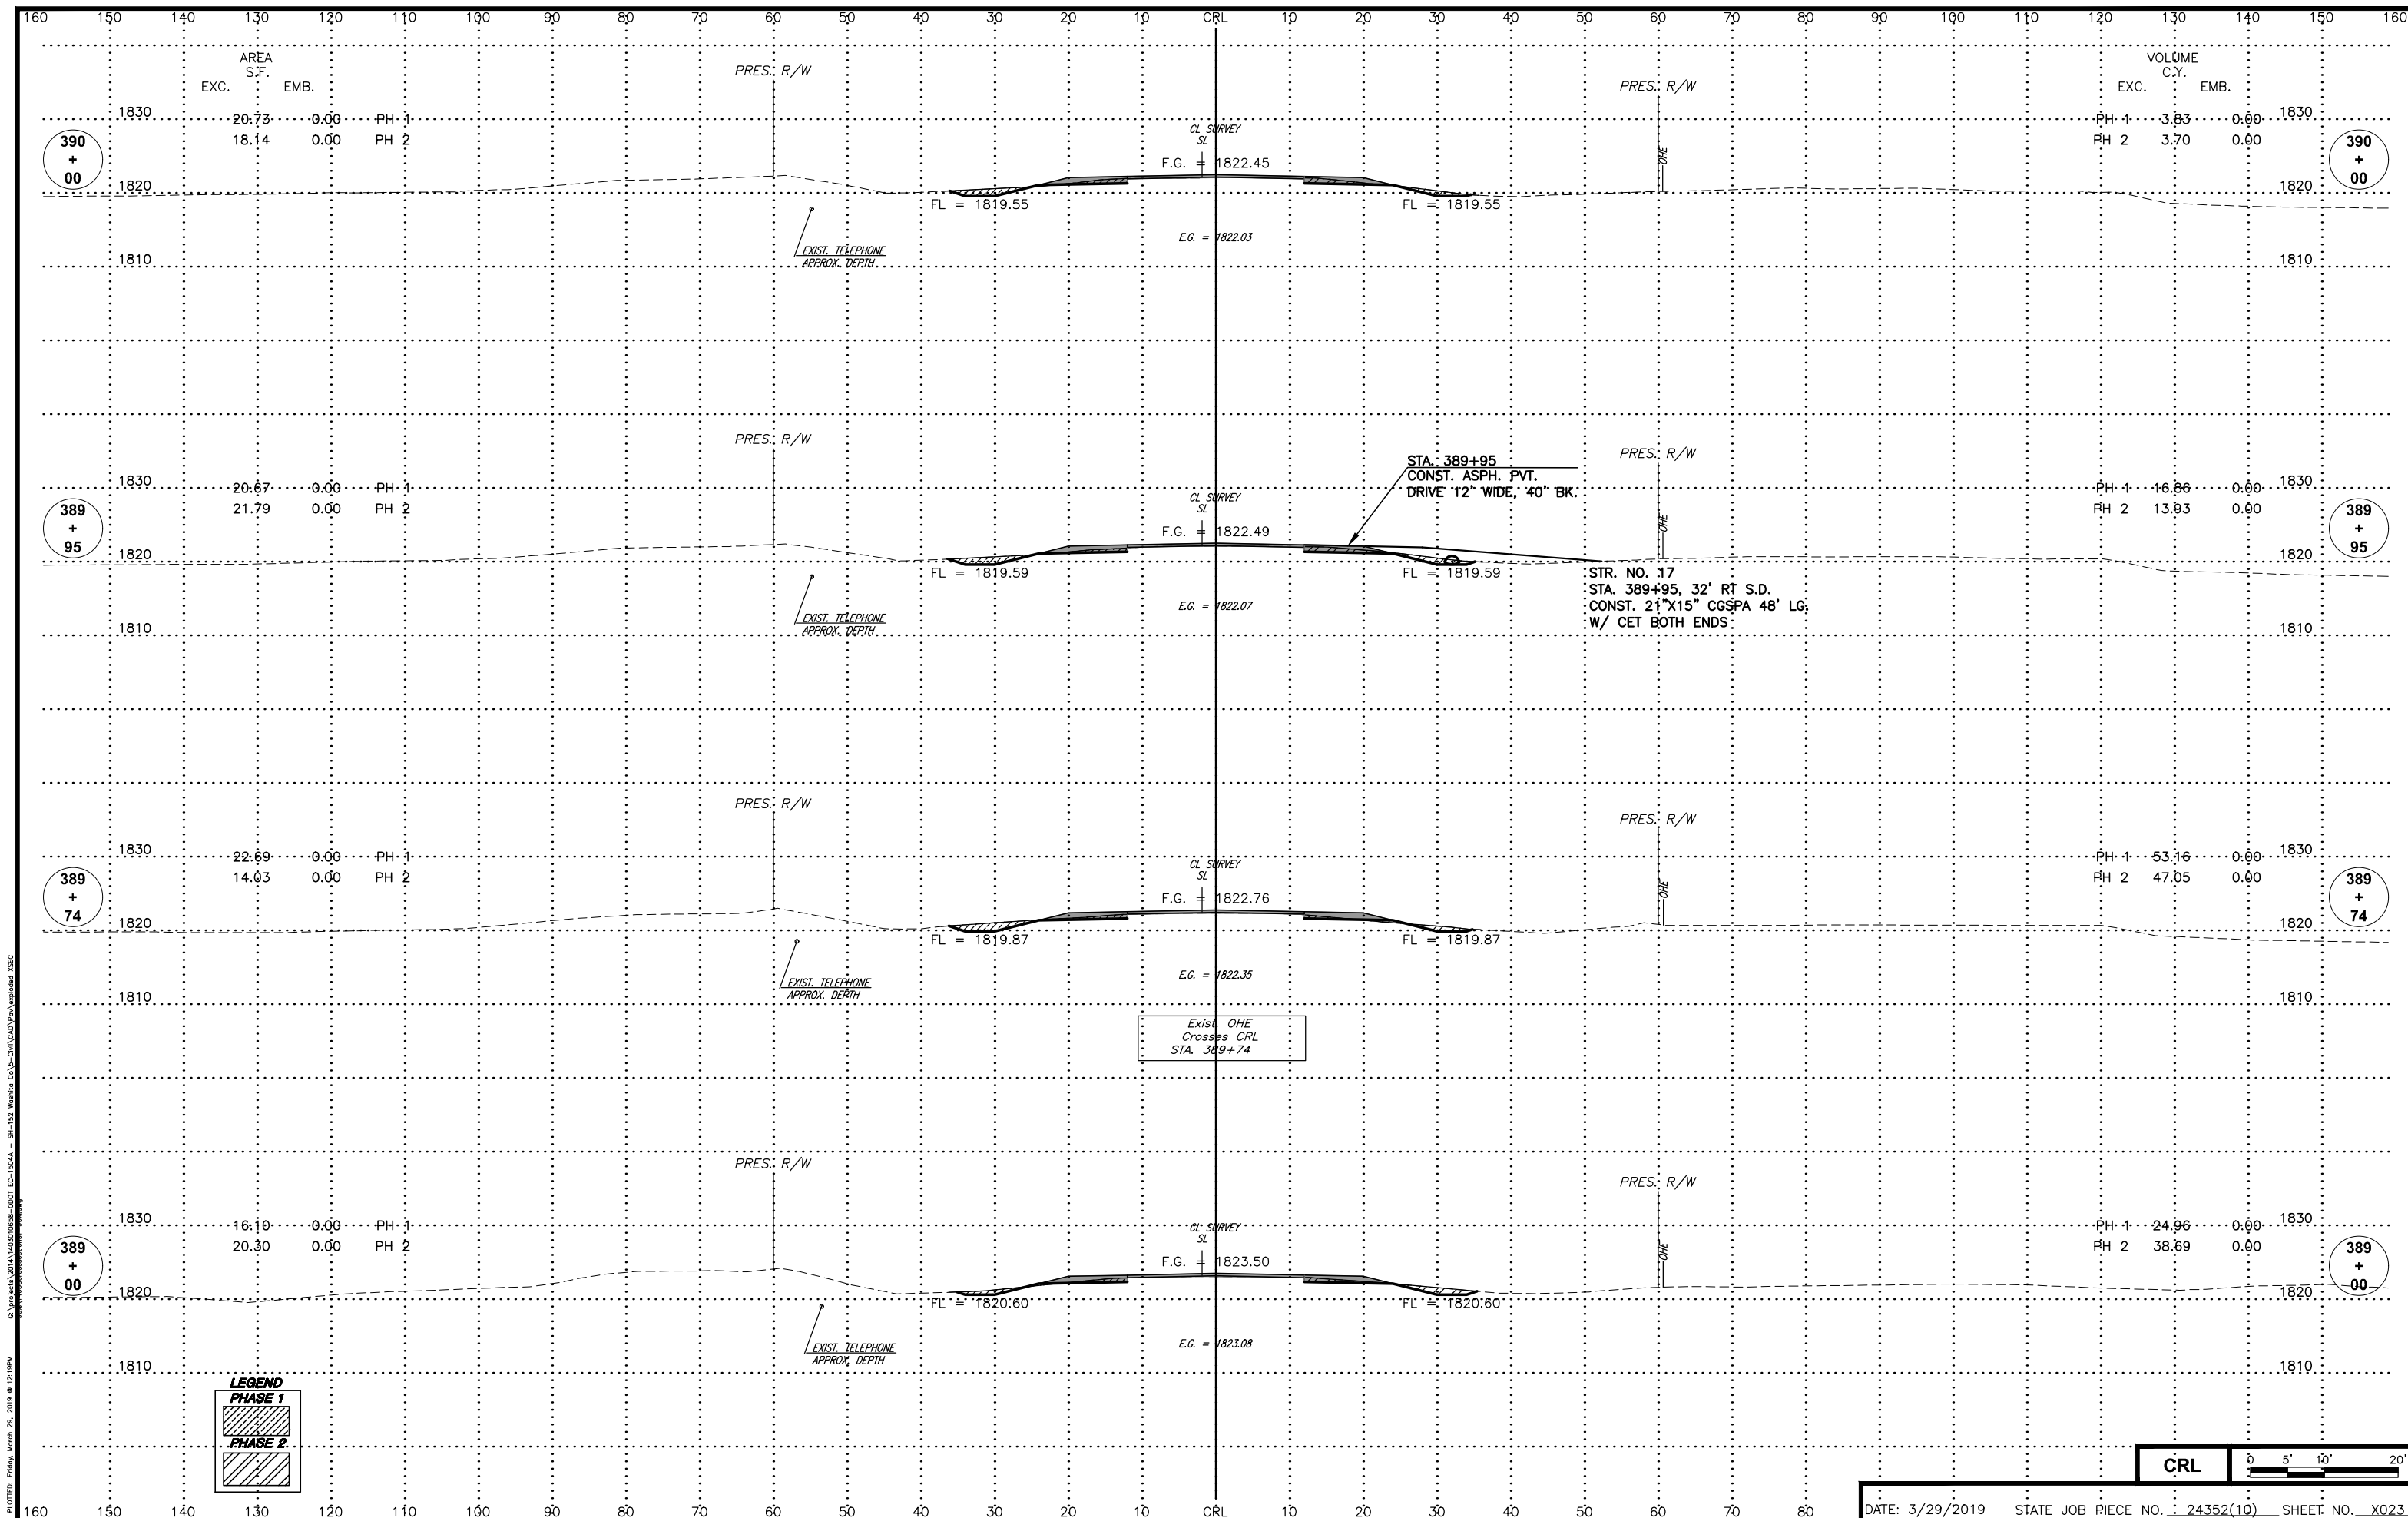 160 150 140 130 120 110 100 90 80 70 60 50 40 30 20 10 CRL 10 20 30 40 50 60 70 80 90 100 110 120 130 140 150 160
AREA
S.F.
EXC. EMB.
VOLUME
C.Y.
EXC. EMB.
PRES. R/W
PRES. R/W
1830
20.73 0.00 PH 1
18.14 0.00 PH 2
390
+
00
1820
1810
CL SURVEY
SL
F.G. = 1822.45
FL = 1819.55
FL = 1819.55
E.G. = 1822.03
EXIST. TELEPHONE
APPROX. DEPTH
OHE
PH 1 3.83 0.00
PH 2 3.70 0.00
1830
1820
1810
390
+
00
PRES. R/W
PRES. R/W
1830
20.67 0.00 PH 1
21.79 0.00 PH 2
389
+
95
1820
1810
CL SURVEY
SL
F.G. = 1822.49
FL = 1819.59
FL = 1819.59
E.G. = 1822.07
EXIST. TELEPHONE
APPROX. DEPTH
STA. 389+95
CONST. ASPH. PVT.
DRIVE 12' WIDE, 40' BK.
STR. NO. 17
STA. 389+95, 32' RT S.D.
CONST. 21"X15" CGSPA 48' LG.
W/ CET BOTH ENDS
OHE
PH 1 16.86 0.00
PH 2 13.93 0.00
1830
1820
1810
389
+
95
PRES. R/W
PRES. R/W
1830
22.69 0.00 PH 1
14.03 0.00 PH 2
389
+
74
1820
1810
CL SURVEY
SL
F.G. = 1822.76
FL = 1819.87
FL = 1819.87
E.G. = 1822.35
EXIST. TELEPHONE
APPROX. DEPTH
Exist. OHE
Crosses CRL
STA. 389+74
OHE
PH 1 53.16 0.00
PH 2 47.05 0.00
1830
1820
1810
389
+
74
PRES. R/W
PRES. R/W
1830
16.10 0.00 PH 1
20.30 0.00 PH 2
389
+
00
1820
1810
CL SURVEY
SL
F.G. = 1823.50
FL = 1820.60
FL = 1820.60
E.G. = 1823.08
EXIST. TELEPHONE
APPROX. DEPTH
OHE
PH 1 24.96 0.00
PH 2 38.69 0.00
1830
1820
1810
389
+
00
LEGEND
PHASE 1
PHASE 2
CRL
0 5' 10' 20'
160 150 140 130 120 110 100 90 80 70 60 50 40 30 20 10 CRL 10 20 30 40 50 60 70 80
DATE: 3/29/2019 STATE JOB PIECE NO. 24352(10) SHEET NO. X023
PLOTTED: Friday, March 29, 2019 @ 12:19PM